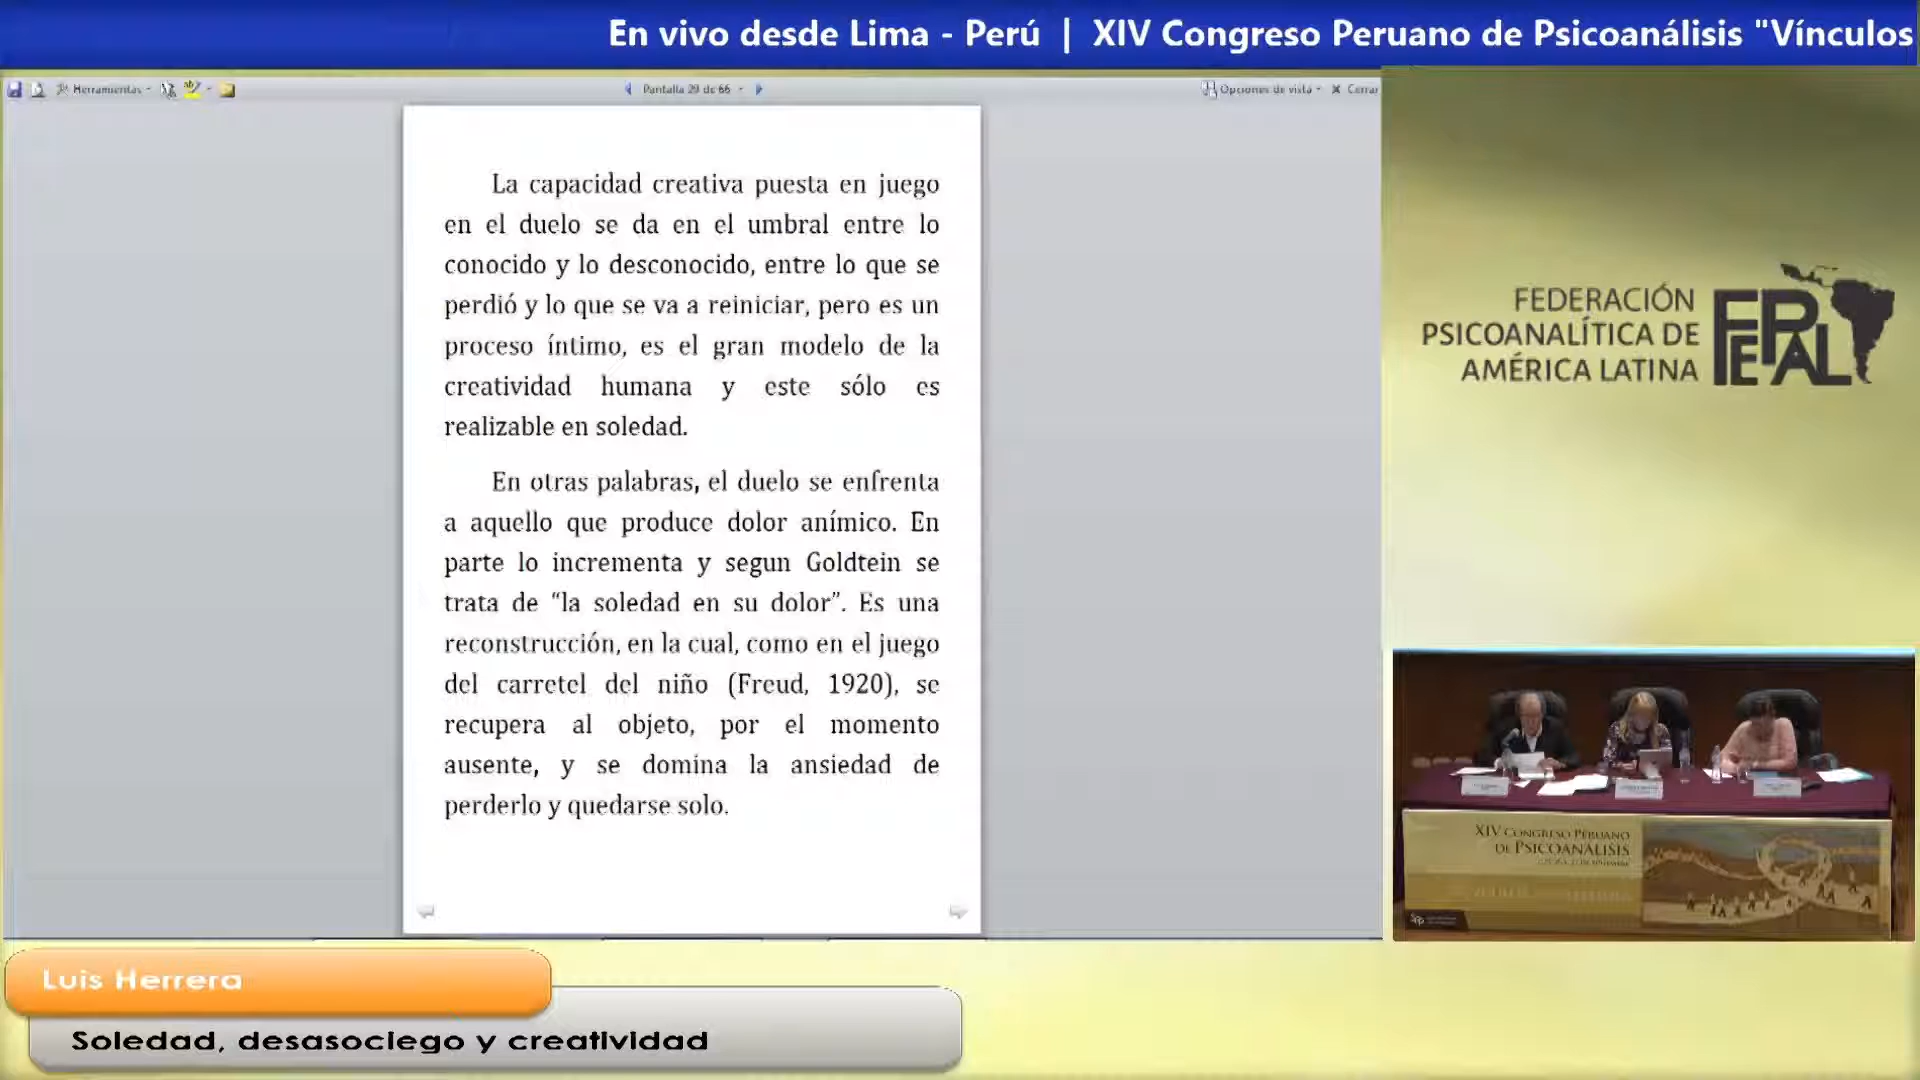 En vivo desde Lima - Perú | XIV Congreso Peruano de Psicoanálisis "Vínculos
Herramientas
Pantalla 29 de 66
Opciones de vista
Cerrar
La capacidad creativa puesta en juego
en el duelo se da en el umbral entre lo
conocido y lo desconocido, entre lo que se
perdió y lo que se va a reiniciar, pero es un
proceso íntimo, es el gran modelo de la
creatividad humana y este sólo es
realizable en soledad.
En otras palabras, el duelo se enfrenta
a aquello que produce dolor anímico. En
parte lo incrementa y segun Goldtein se
trata de “la soledad en su dolor”. Es una
reconstrucción, en la cual, como en el juego
del carretel del niño (Freud, 1920), se
recupera al objeto, por el momento
ausente, y se domina la ansiedad de
perderlo y quedarse solo.
FEDERACIÓN
PSICOANALÍTICA DE
AMÉRICA LATINA
FEPAL
XIV CONGRESO PERUANO
DE PSICOANÁLISIS
SPP
Luis Herrera
Soledad, desasociego y creatividad